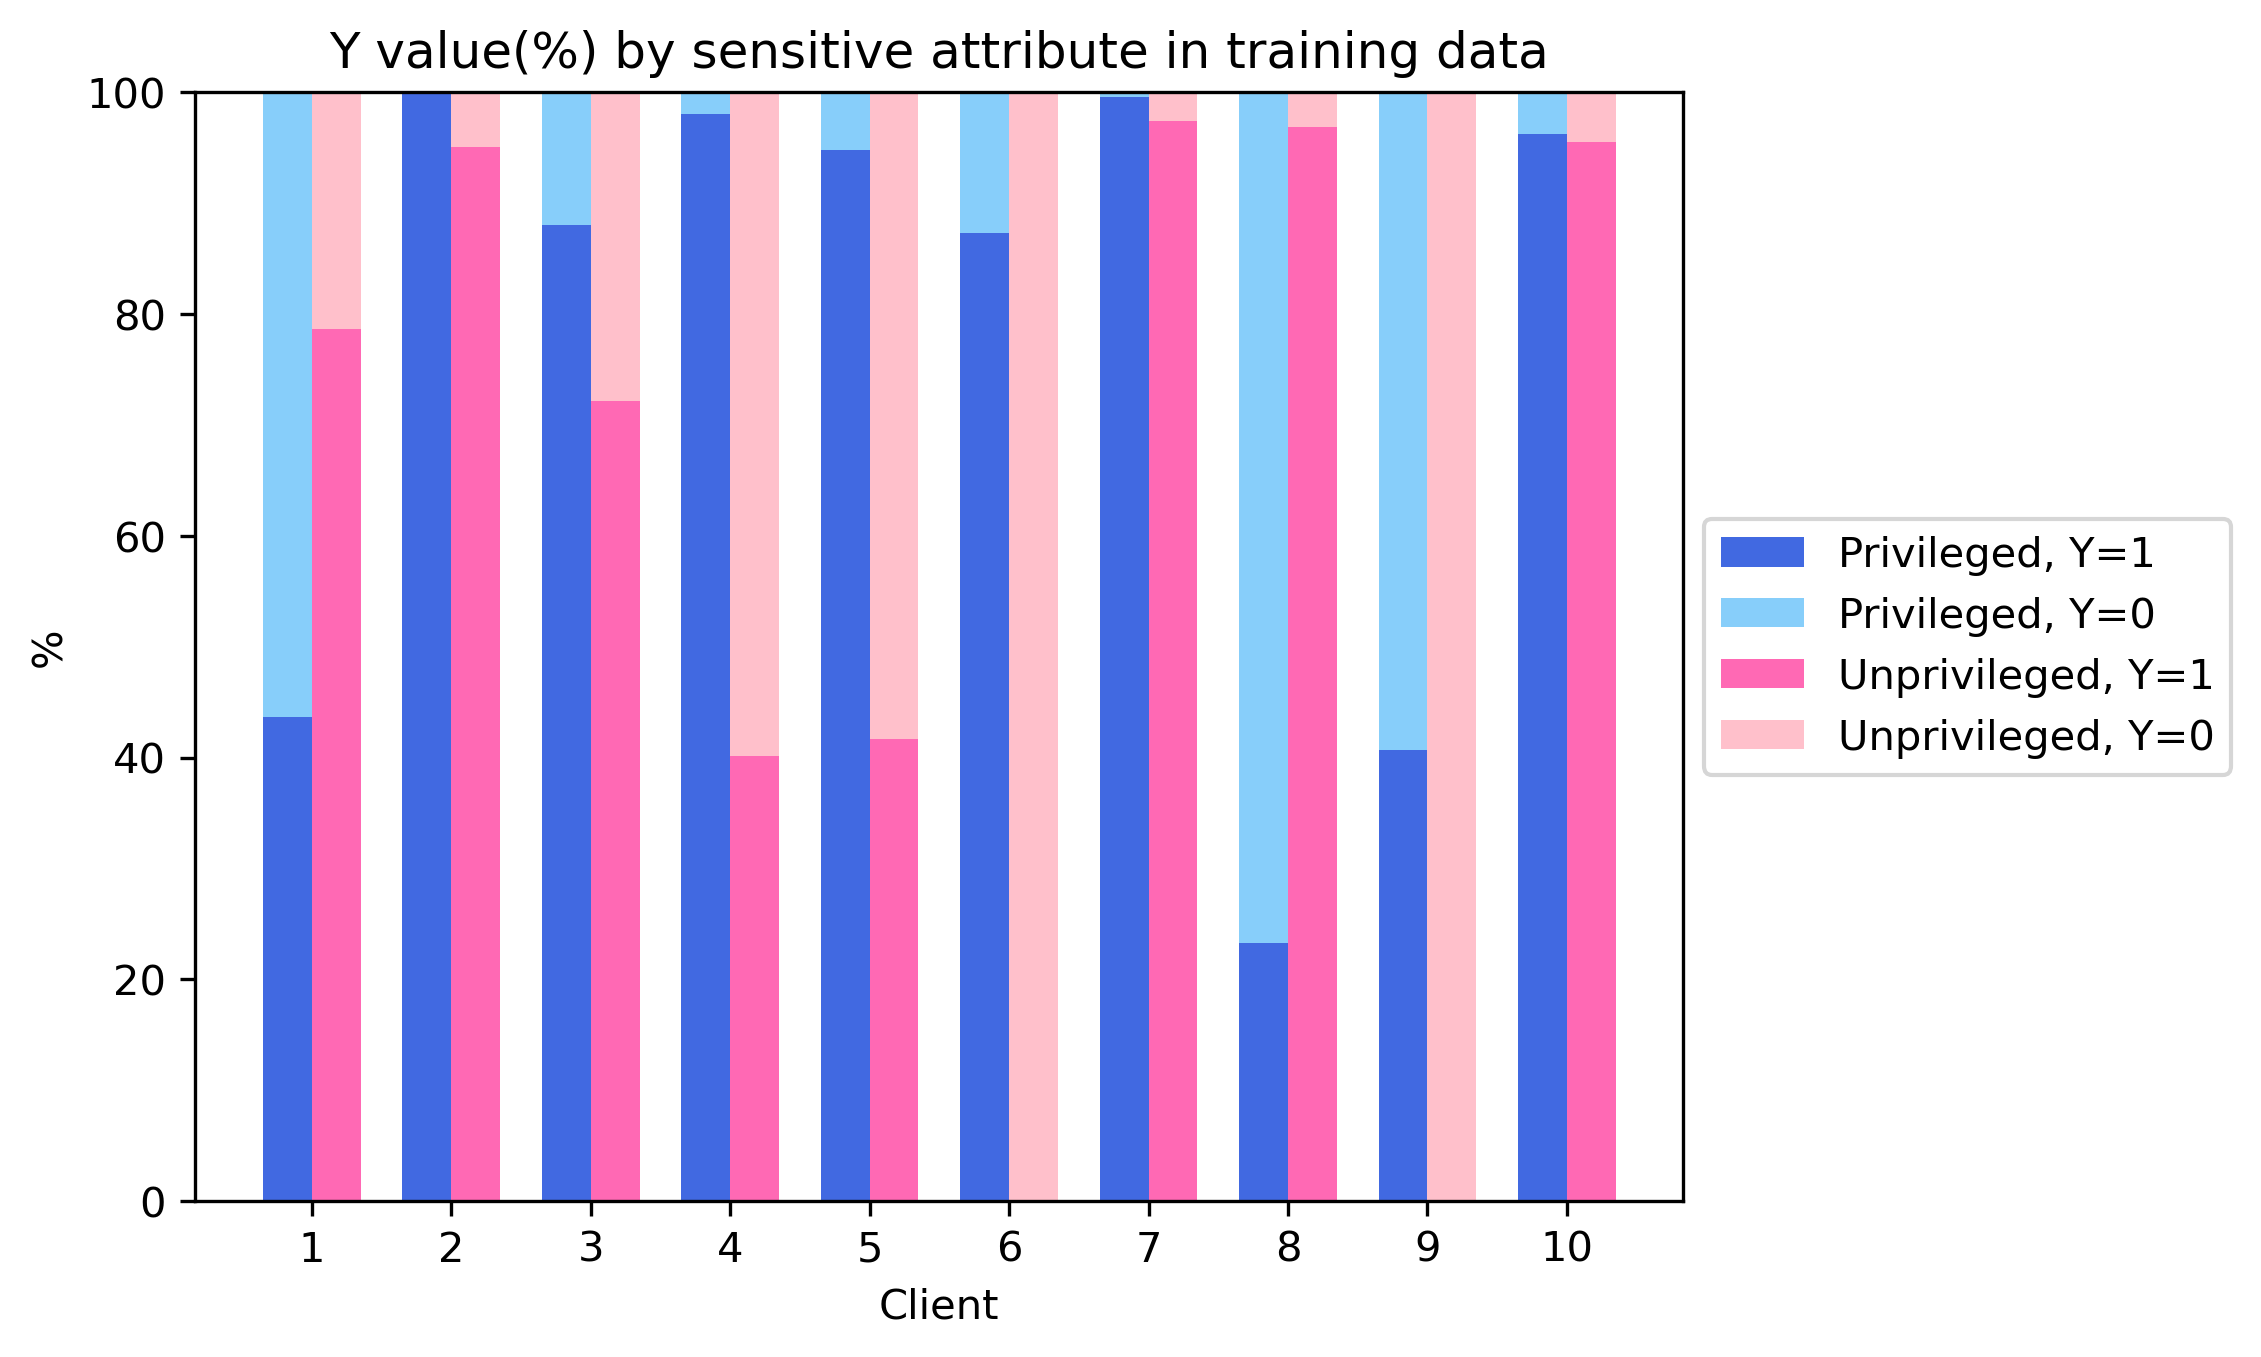 Y value(%) by sensitive attribute in training data
100
80
60
40
20
0
%
1 2 3 4 5 6 7 8 9 10
Client
Privileged, Y=1
Privileged, Y=0
Unprivileged, Y=1
Unprivileged, Y=0